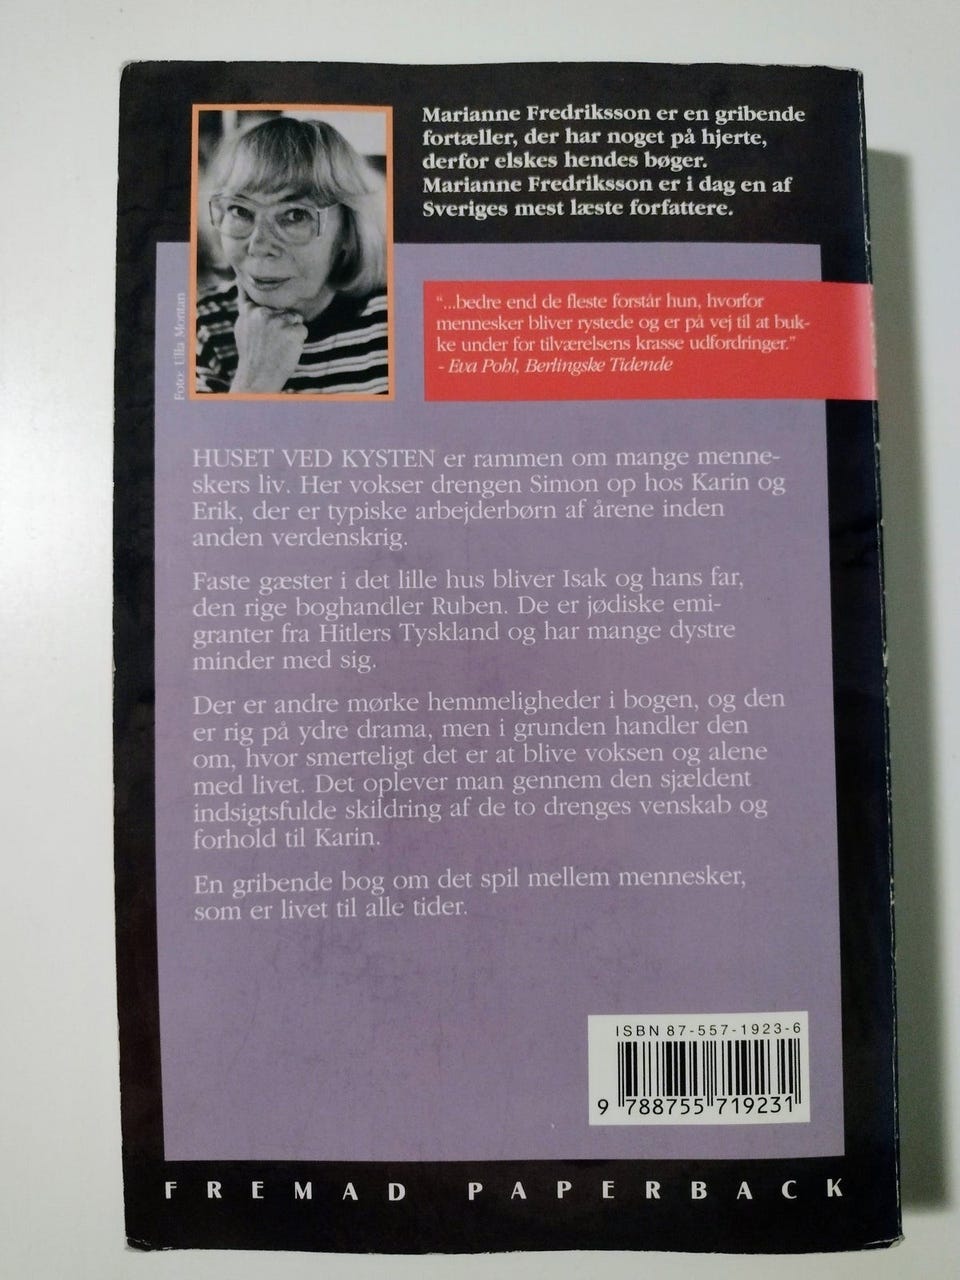 Marianne Fredriksson er en gribende
fortæller, der har noget på hjerte,
derfor elskes hendes bøger.
Marianne Fredriksson er i dag en af
Sveriges mest læste forfattere.
Foto: Ulla Montan
“...bedre end de fleste forstår hun, hvorfor
mennesker bliver rystede og er på vej til at buk-
ke under for tilværelsens krasse udfordringer.”
- Eva Pohl, Berlingske Tidende
HUSET VED KYSTEN er rammen om mange menne-
skers liv. Her vokser drengen Simon op hos Karin og
Erik, der er typiske arbejderbørn af årene inden
anden verdenskrig.
Faste gæster i det lille hus bliver Isak og hans far,
den rige boghandler Ruben. De er jødiske emi-
granter fra Hitlers Tyskland og har mange dystre
minder med sig.
Der er andre mørke hemmeligheder i bogen, og den
er rig på ydre drama, men i grunden handler den
om, hvor smerteligt det er at blive voksen og alene
med livet. Det oplever man gennem den sjældent
indsigtsfulde skildring af de to drenges venskab og
forhold til Karin.
En gribende bog om det spil mellem mennesker,
som er livet til alle tider.
ISBN 87-557-1923-6
9 788755 719231
FREMAD PAPERBACK